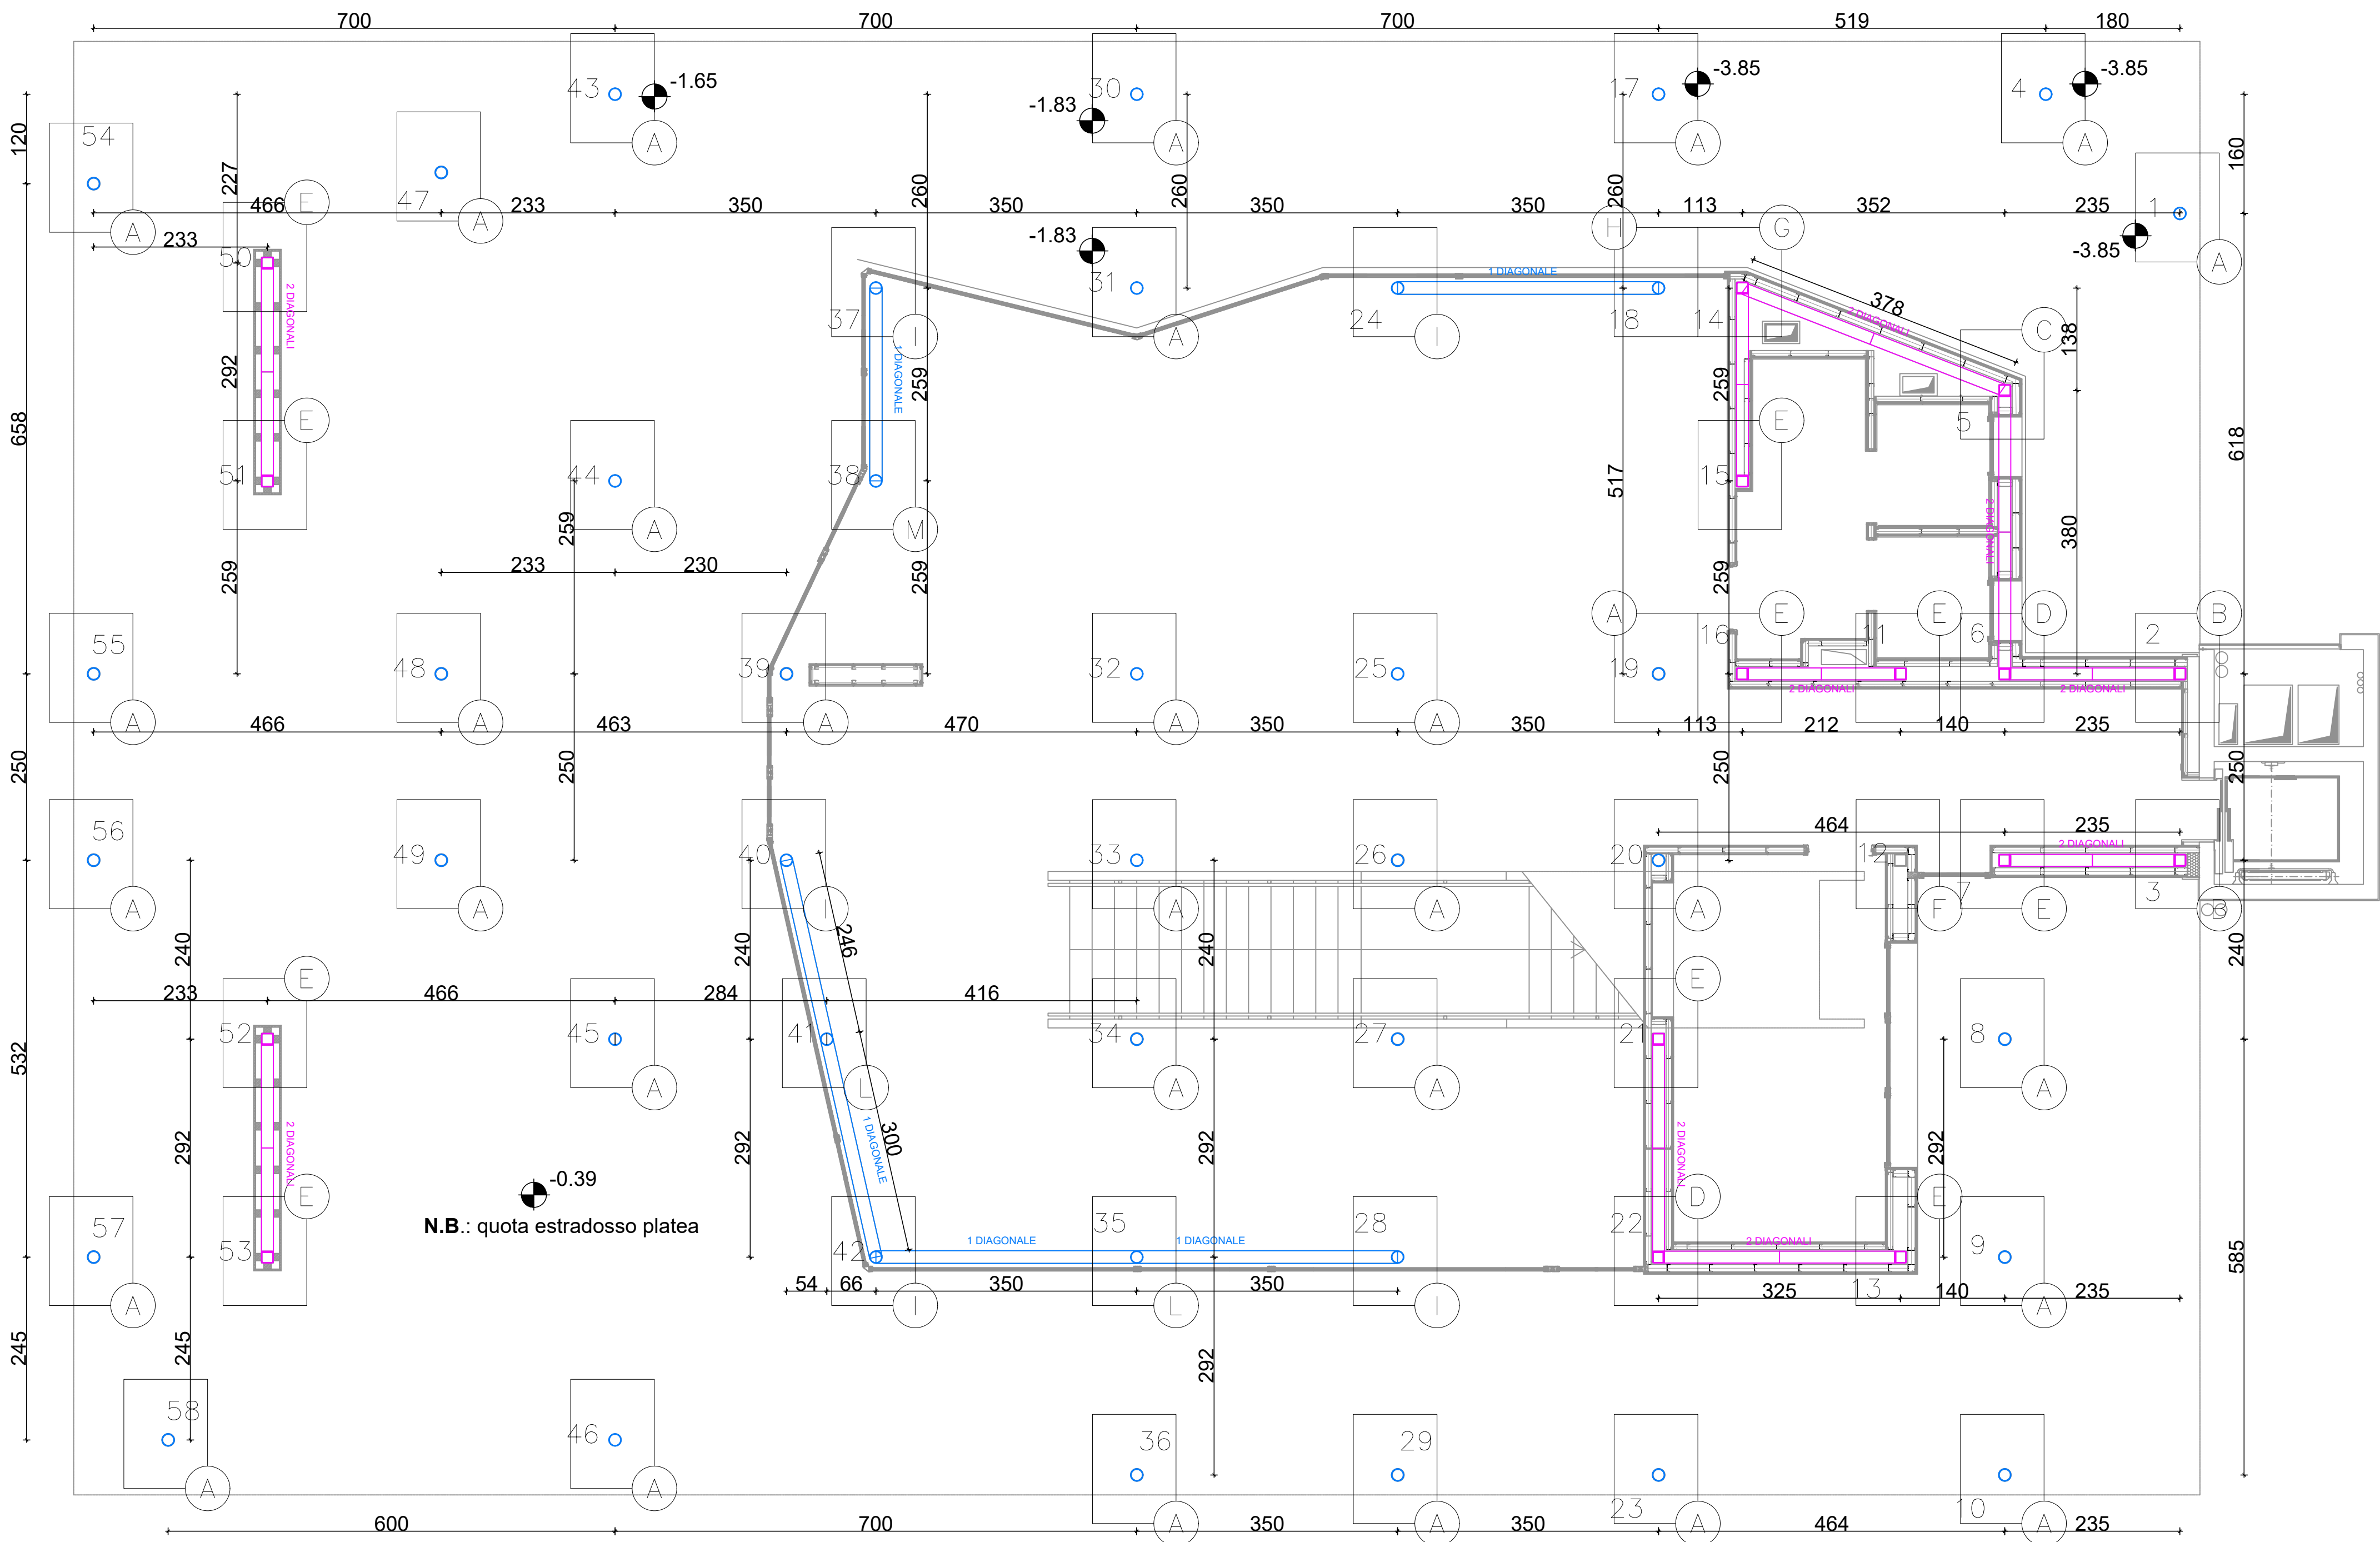 700 700 700 519 180
43 -1.65 30 17 -3.85 4 -3.85
-1.83
120 54 A A A A 160
227 47 260 260 260
466 E A 233 350 350 350 350 113 352 235 1
A 233 -1.83 H G -3.85 A
50 31 1 DIAGONALE
2 DIAGONALI 378
37 I A 24 I 18 14 2 DIAGONALI C 138
292 1 DIAGONALE 259 259
658 E E 5 618
51 44 38 517 15
259 A M 2 DIAGONALI 380
259 233 230 259 259
55 A E E D B
48 39 32 25 19 16 11 6 2
2 DIAGONALI 2 DIAGONALI
A A A A A
466 463 470 350 350 113 212 140 235
250 250 250 250
56 464 235
49 40 33 26 20 12 2 DIAGONALI
A A I A A A F 7 E 3 B
240 240 246 240 240
E E
233 466 284 416
52 45 41 34 27 21 8
532 A L A A A
292 2 DIAGONALI 292 1 DIAGONALE 300 292 2 DIAGONALI 292
-0.39
E D E
57 N.B.: quota estradosso platea 35 28 22
53 42 1 DIAGONALE 1 DIAGONALE 2 DIAGONALI 9 585
54 66 350 350 325 13 140 235
A I L I A
245 245 292
58 46 36 29
A A 23 10
A A A A
600 700 350 350 464 235